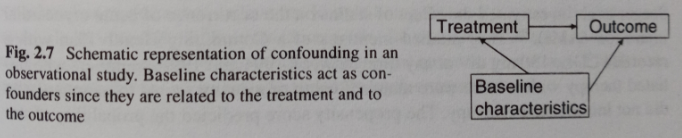 Fig. 2.7 Schematic representation of confounding in an
observational study. Baseline characteristics act as con-
founders since they are related to the treatment and to
the outcome
Treatment
Outcome
Baseline
characteristics